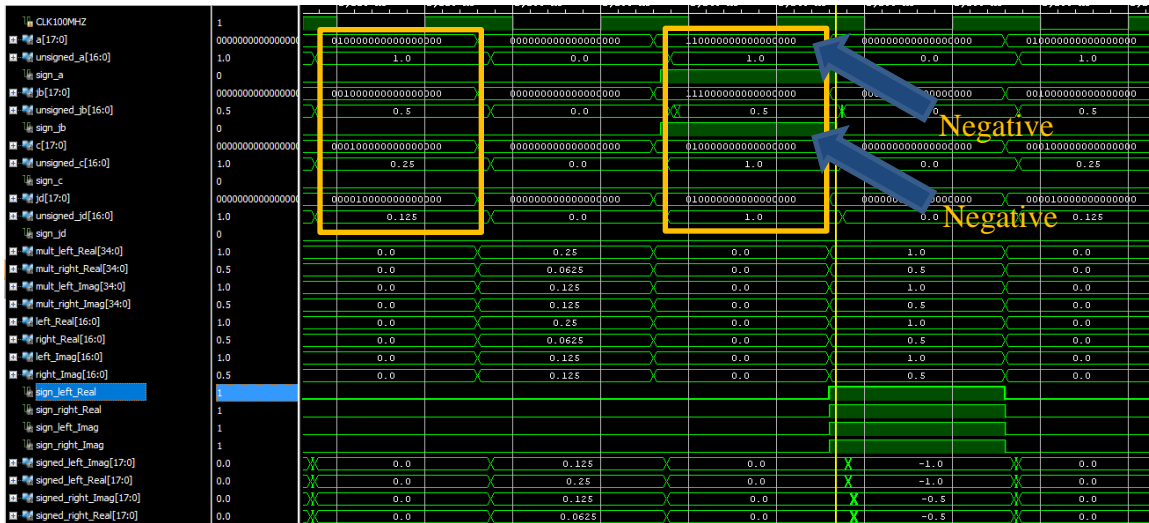 CLK100MHZ 1
a[17:0] 0000000000000000 010000000000000000 000000000000000000 110000000000000000 000000000000000000 010000000000000000
unsigned_a[16:0] 1.0 1.0 0.0 1.0 0.0 1.0
sign_a 0
jb[17:0] 0000000000000000 001000000000000000 000000000000000000 111000000000000000 001000000000000000
unsigned_jb[16:0] 0.5 0.5 0.0 0.5 0.0 0.5
Negative
sign_jb 0
c[17:0] 0000000000000000 000100000000000000 000000000000000000 010000000000000000 000000000000000000 000100000000000000
unsigned_c[16:0] 1.0 0.25 0.0 1.0 0.0 0.25
sign_c 0
jd[17:0] 0000000000000000 000010000000000000 000000000000000000 010000000000000000 000010000000000000
unsigned_jd[16:0] 1.0 0.125 0.0 1.0 0.0 0.125
Negative
sign_jd 0
mult_left_Real[34:0] 1.0 0.0 0.25 0.0 1.0 0.0
mult_right_Real[34:0] 0.5 0.0 0.0625 0.0 0.5 0.0
mult_left_Imag[34:0] 1.0 0.0 0.125 0.0 1.0 0.0
mult_right_Imag[34:0] 0.5 0.0 0.125 0.0 0.5 0.0
left_Real[16:0] 1.0 0.0 0.25 0.0 1.0 0.0
right_Real[16:0] 0.5 0.0 0.0625 0.0 0.5 0.0
left_Imag[16:0] 1.0 0.0 0.125 0.0 1.0 0.0
right_Imag[16:0] 0.5 0.0 0.125 0.0 0.5 0.0
sign_left_Real 1
sign_right_Real 1
sign_left_Imag 1
sign_right_Imag 1
signed_left_Imag[17:0] 0.0 0.0 0.125 0.0 -1.0 0.0
signed_left_Real[17:0] 0.0 0.0 0.25 0.0 -1.0 0.0
signed_right_Imag[17:0] 0.0 0.0 0.125 0.0 -0.5 0.0
signed_right_Real[17:0] 0.0 0.0 0.0625 0.0 -0.5 0.0